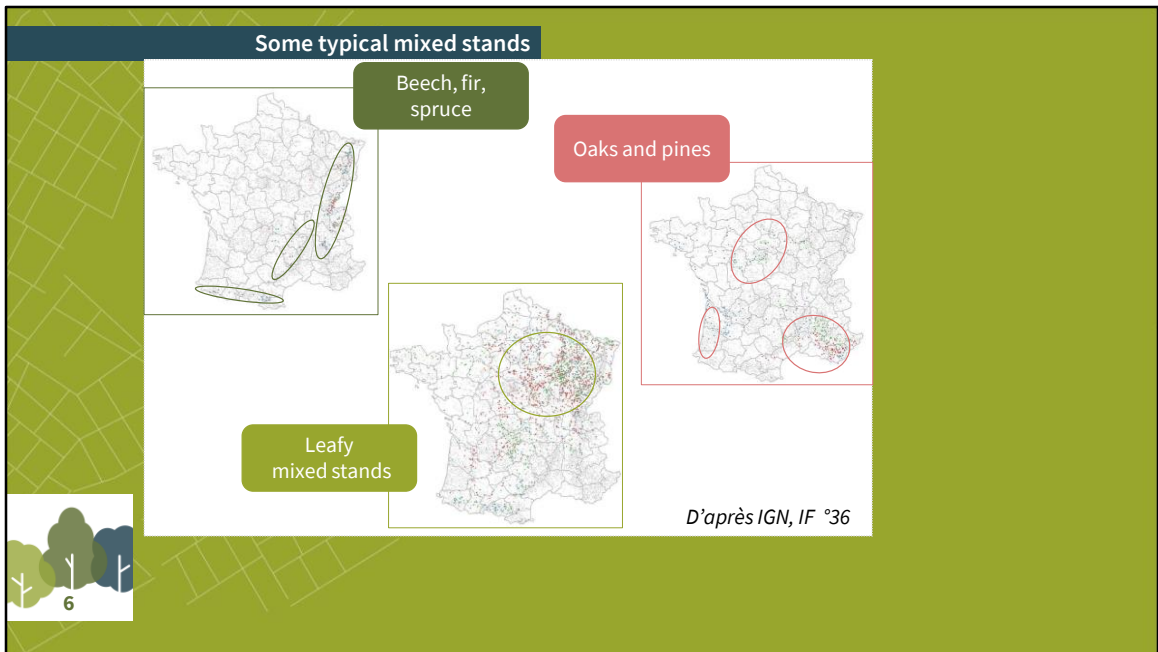 Some typical mixed stands
Beech, fir,
spruce
Oaks and pines
Leafy
mixed stands
D'après IGN, IF °36
6